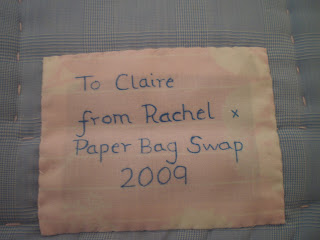 To Claire
from Rachel x
Paper Bag Swap
2009